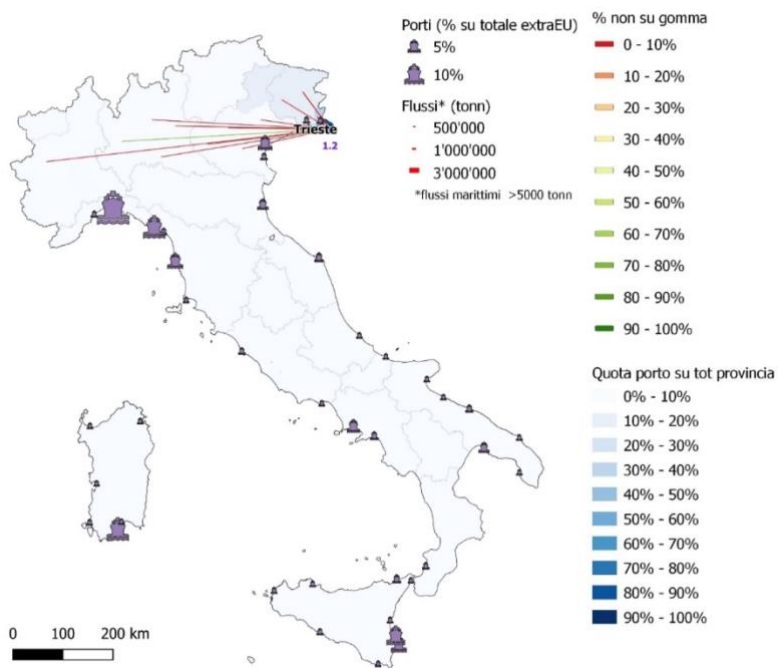 Porti (% su totale extraEU)
5%
10%
Flussi* (tonn)
500'000
1'000'000
3'000'000
*flussi marittimi >5000 tonn
% non su gomma
0 - 10%
10 - 20%
20 - 30%
30 - 40%
40 - 50%
50 - 60%
60 - 70%
70 - 80%
80 - 90%
90 - 100%
Trieste
1.2
Quota porto su tot provincia
0% - 10%
10% - 20%
20% - 30%
30% - 40%
40% - 50%
50% - 60%
60% - 70%
70% - 80%
80% - 90%
90% - 100%
0 100 200 km